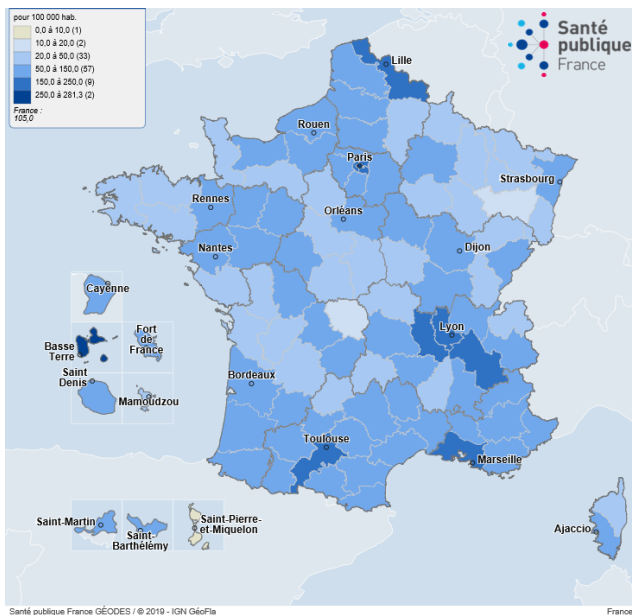 pour 100 000 hab.
0,0 à 10,0 (1)
10,0 à 20,0 (2)
20,0 à 50,0 (33)
50,0 à 150,0 (57)
150,0 à 250,0 (9)
250,0 à 281,3 (2)
France :
105,0
Santé
publique
France
Lille
Rouen
Paris
Strasbourg
Rennes
Orléans
Nantes
Dijon
Cayenne
Basse
Terre
Fort
de
France
Lyon
Saint
Denis
Mamoudzou
Bordeaux
Toulouse
Marseille
Saint-Martin
Saint-
Barthélémy
Saint-Pierre-
et-Miquelon
Ajaccio
Santé publique France GÉODES / © 2019 - IGN GéoFla
France